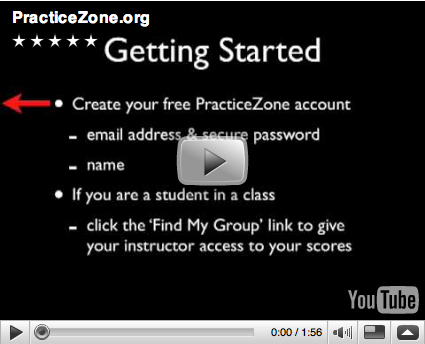 PracticeZone.org
Getting Started
Create your free PracticeZone account
email address & secure password
name
If you are a student in a class
click the 'Find My Group' link to give
your instructor access to your scores
YouTube
0:00 / 1:56